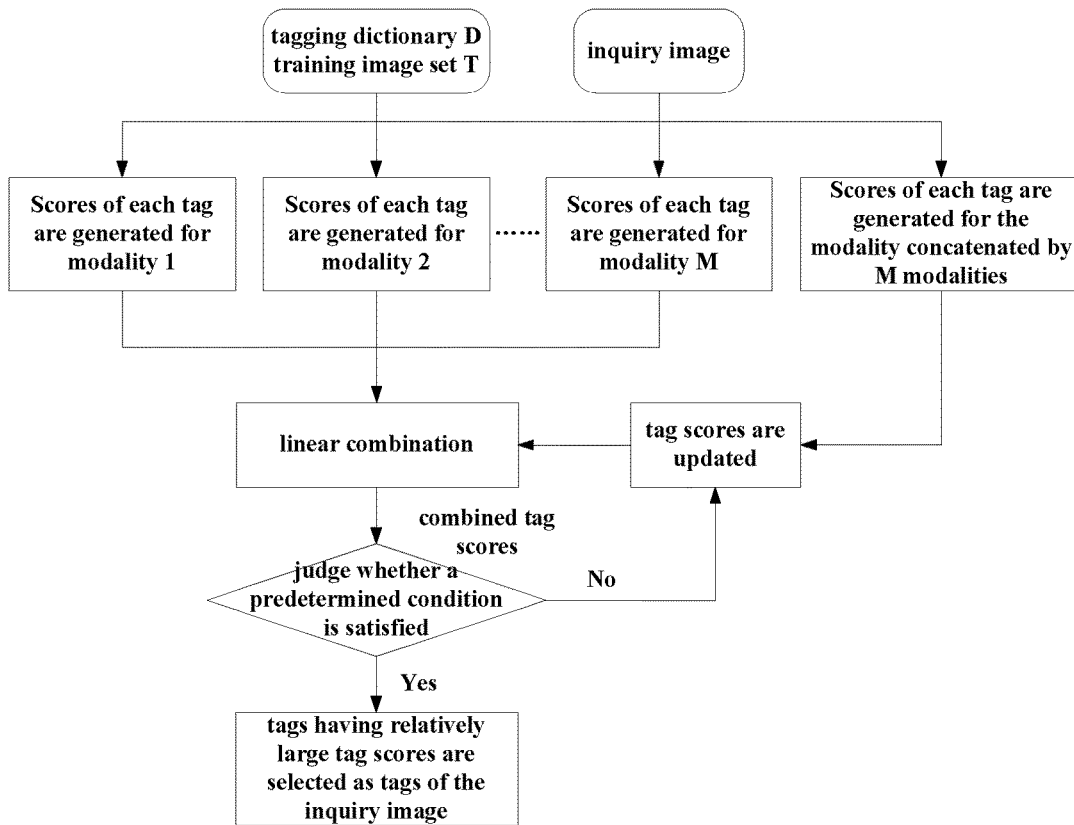 tagging dictionary D
training image set T
inquiry image
Scores of each tag
are generated for
modality 1
Scores of each tag
are generated for
modality 2
......
Scores of each tag
are generated for
modality M
Scores of each tag are
generated for the
modality concatenated by
M modalities
linear combination
tag scores are
updated
combined tag
scores
judge whether a
predetermined condition
is satisfied
No
Yes
tags having relatively
large tag scores are
selected as tags of the
inquiry image